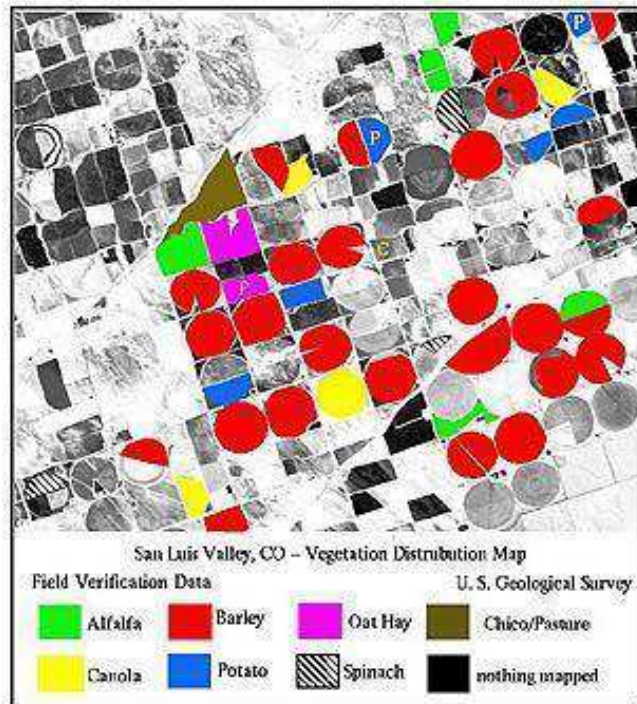 P
P
C
P
San Luis Valley, CO – Vegetation Distrubution Map
Field Verification Data
U. S. Geological Survey
Alfalfa
Barley
Oat Hay
Chico/Pasture
Canola
Potato
Spinach
nothing mapped